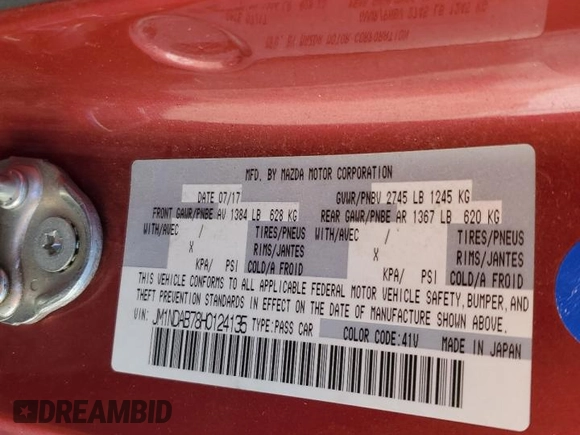 MFD. BY MAZDA MOTOR CORPORATION
DATE 07/17 GVWR/PNBV 2745 LB 1245 KG
FRONT GAWR/PNBE AV 1384 LB 628 KG REAR GAWR/PNBE AR 1367 LB 620 KG
WITH/AVEC / TIRES/PNEUS WITH/AVEC / TIRES/PNEUS
X RIMS/JANTES X RIMS/JANTES
KPA/ PSI COLD/A FROID KPA/ PSI COLD/A FROID
THIS VEHICLE CONFORMS TO ALL APPLICABLE FEDERAL MOTOR VEHICLE SAFETY, BUMPER, AND
THEFT PREVENTION STANDARDS IN EFFECT ON THE DATE OF MANUFACTURE SHOWN ABOVE.
VIN: JM1NDAB78H0124135 TYPE:PASS CAR COLOR CODE:41V MADE IN JAPAN
DREAMBID